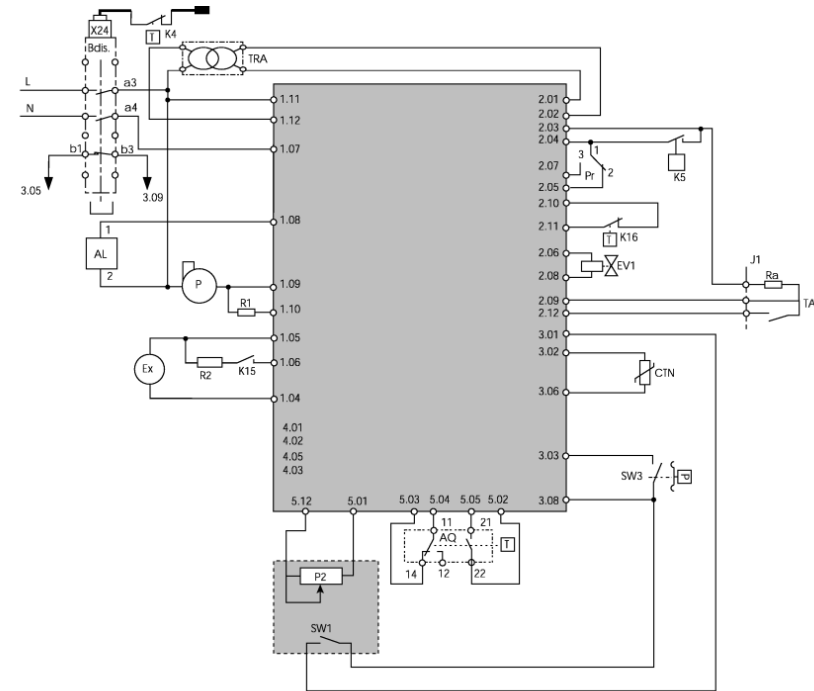 X24
T K4
Bdis.
TRA
L
a3
N
a4
b1
b3
3.05
3.09
1
AL
2
P
R1
Ex
R2
K15
1.11
1.12
1.07
1.08
1.09
1.10
1.05
1.06
1.04
4.01
4.02
4.05
4.03
2.01
2.02
2.03
2.04
2.07
2.05
2.10
2.11
2.06
2.08
2.09
2.12
3.01
3.02
3.06
3.03
3.08
3
1
Pr
2
K5
T K16
EV1
J1
Ra
TA
CTN
SW3
P
5.12
5.01
5.03
5.04
5.05
5.02
11
21
AQ
T
14
12
22
P2
SW1